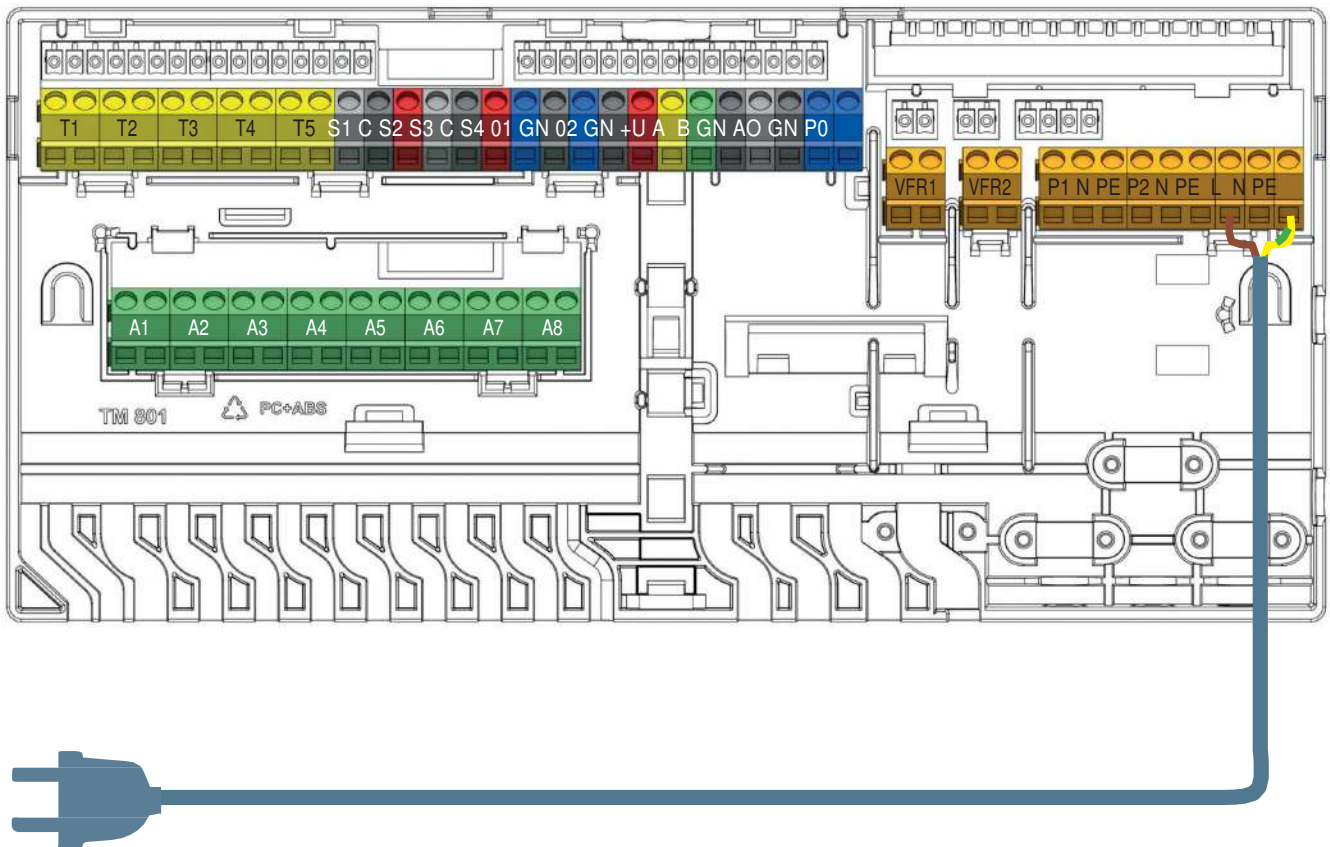 T1 T2 T3 T4 T5 S1 C S2 S3 C S4 01 GN 02 GN +U A B GN AO GN P0
VFR1 VFR2 P1 N PE P2 N PE L N PE
A1 A2 A3 A4 A5 A6 A7 A8
TM 801 PC+ABS